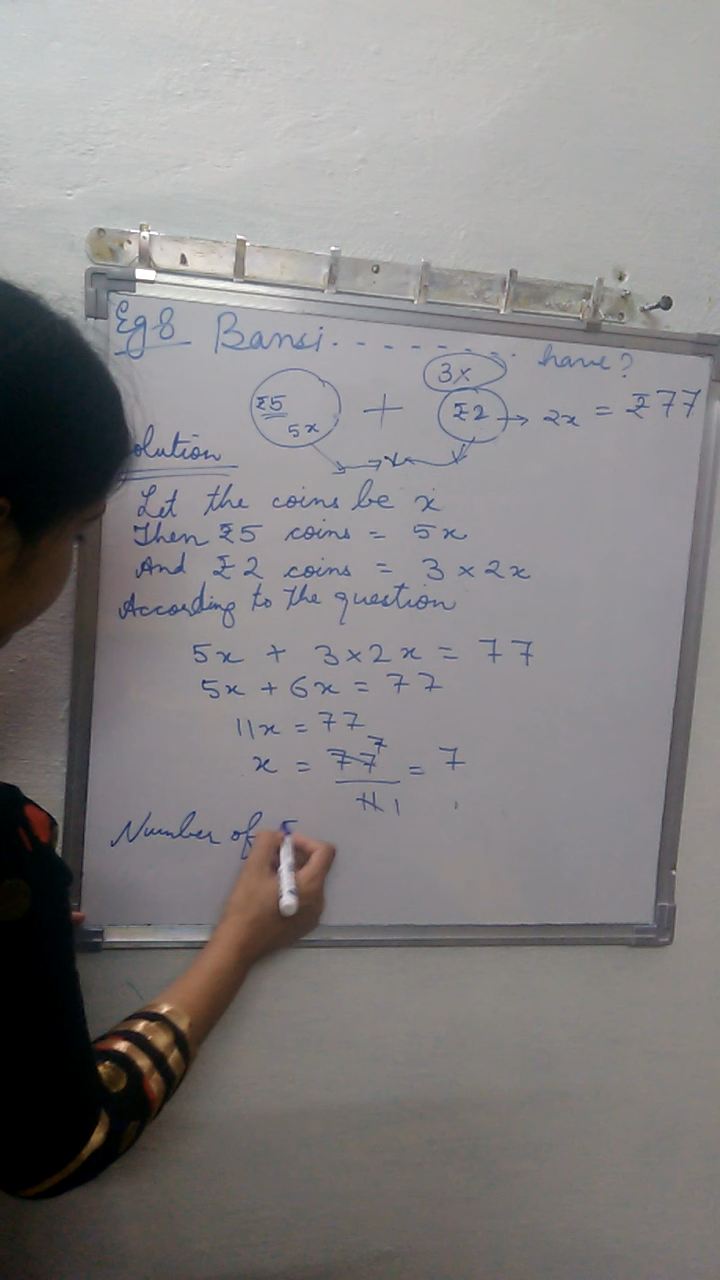 Eg 8 Bansi......... have?
3x
₹5 5x + ₹2 → 2x = ₹77
olution
Let the coins be x
Then ₹5 coins = 5x
And ₹2 coins = 3 × 2x
According to the question
5x + 3×2x = 77
5x + 6x = 77
11x = 77
7
x = 77 = 7
11 1
Number of 5